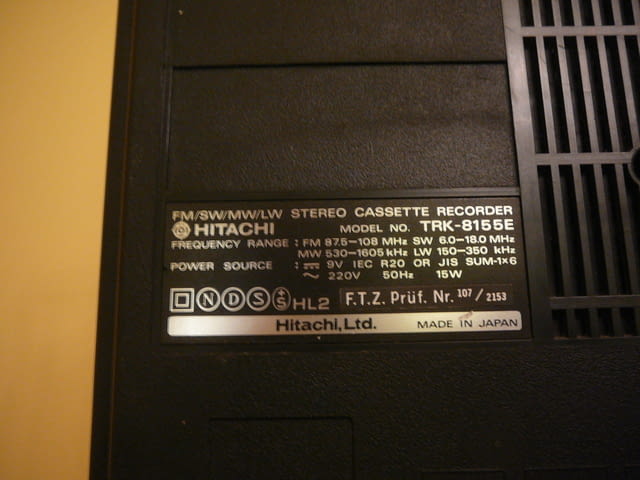 FM/SW/MW/LW STEREO CASSETTE RECORDER
HITACHI MODEL NO. TRK-8155E
FREQUENCY RANGE : FM 87.5-108 MHz SW 6.0-18.0 MHz
MW 530-1605 kHz LW 150-350 kHz
POWER SOURCE : ⎓ 9V IEC R20 OR JIS SUM-1×6
~ 220V 50Hz 15W
N D S S HL2 F.T.Z. Prüf. Nr. 107/2153
Hitachi, Ltd. MADE IN JAPAN